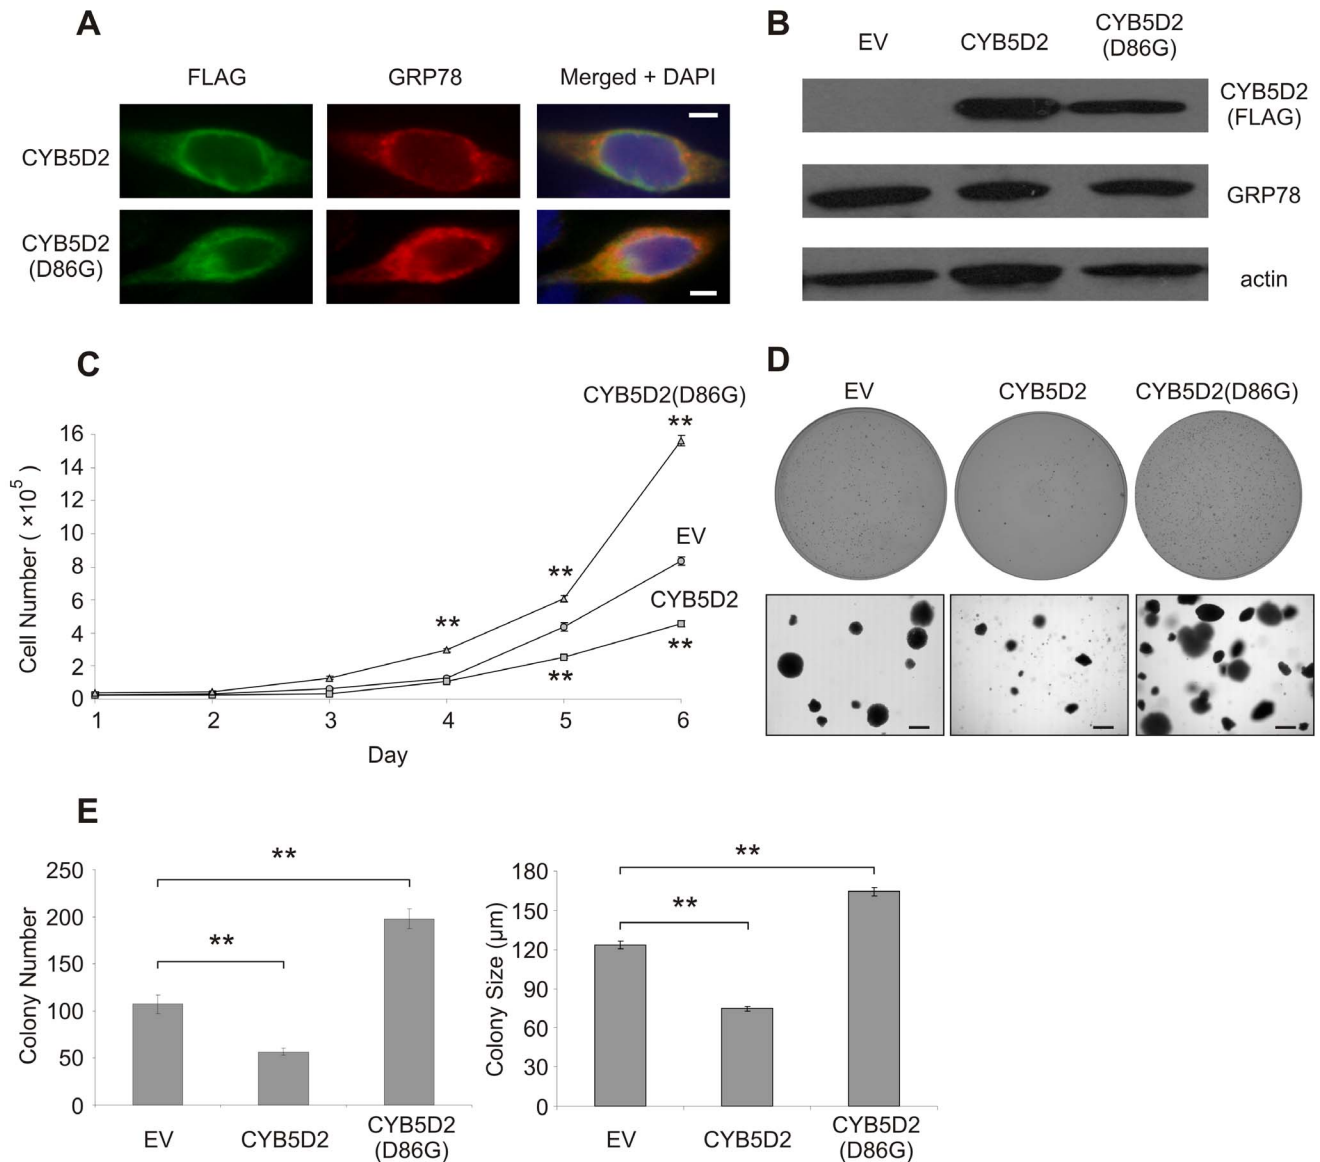 A
FLAG
GRP78
Merged + DAPI
CYB5D2
CYB5D2
(D86G)
B
EV
CYB5D2
CYB5D2
(D86G)
CYB5D2
(FLAG)
GRP78
actin
C
CYB5D2(D86G)
**
EV
CYB5D2
**
**
**
**
Cell Number ( ×10⁵ )
16
14
12
10
8
6
4
2
0
1 2 3 4 5 6
Day
D
EV
CYB5D2
CYB5D2(D86G)
E
Colony Number
250
200
150
100
50
0
**
**
EV
CYB5D2
CYB5D2
(D86G)
Colony Size (μm)
180
150
120
90
60
30
0
**
**
EV
CYB5D2
CYB5D2
(D86G)